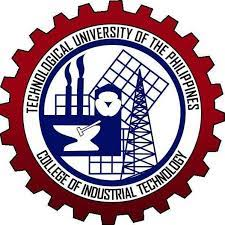 TECHNOLOGICAL UNIVERSITY OF THE PHILIPPINES
COLLEGE OF INDUSTRIAL TECHNOLOGY